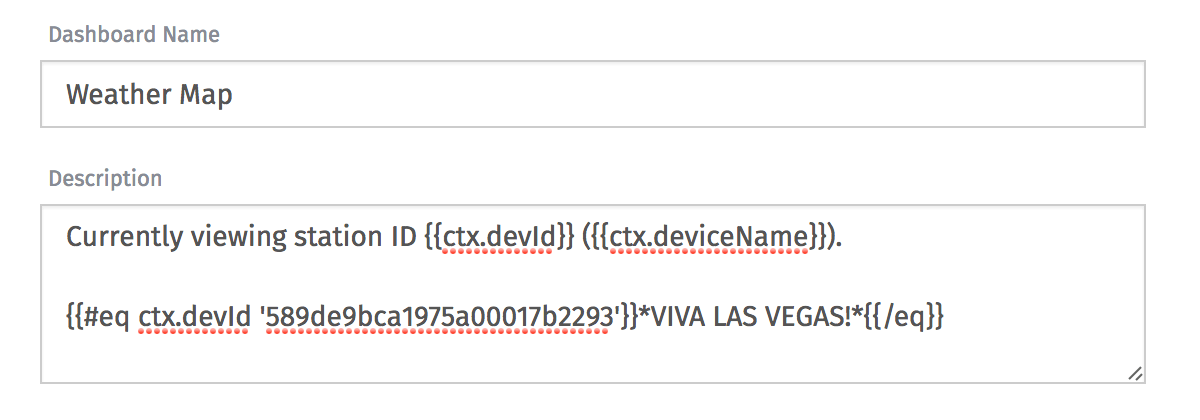 Dashboard Name
Weather Map
Description
Currently viewing station ID {{ctx.devId}} ({{ctx.deviceName}}).
{{#eq ctx.devId '589de9bca1975a00017b2293'}}*VIVA LAS VEGAS!*{{/eq}}